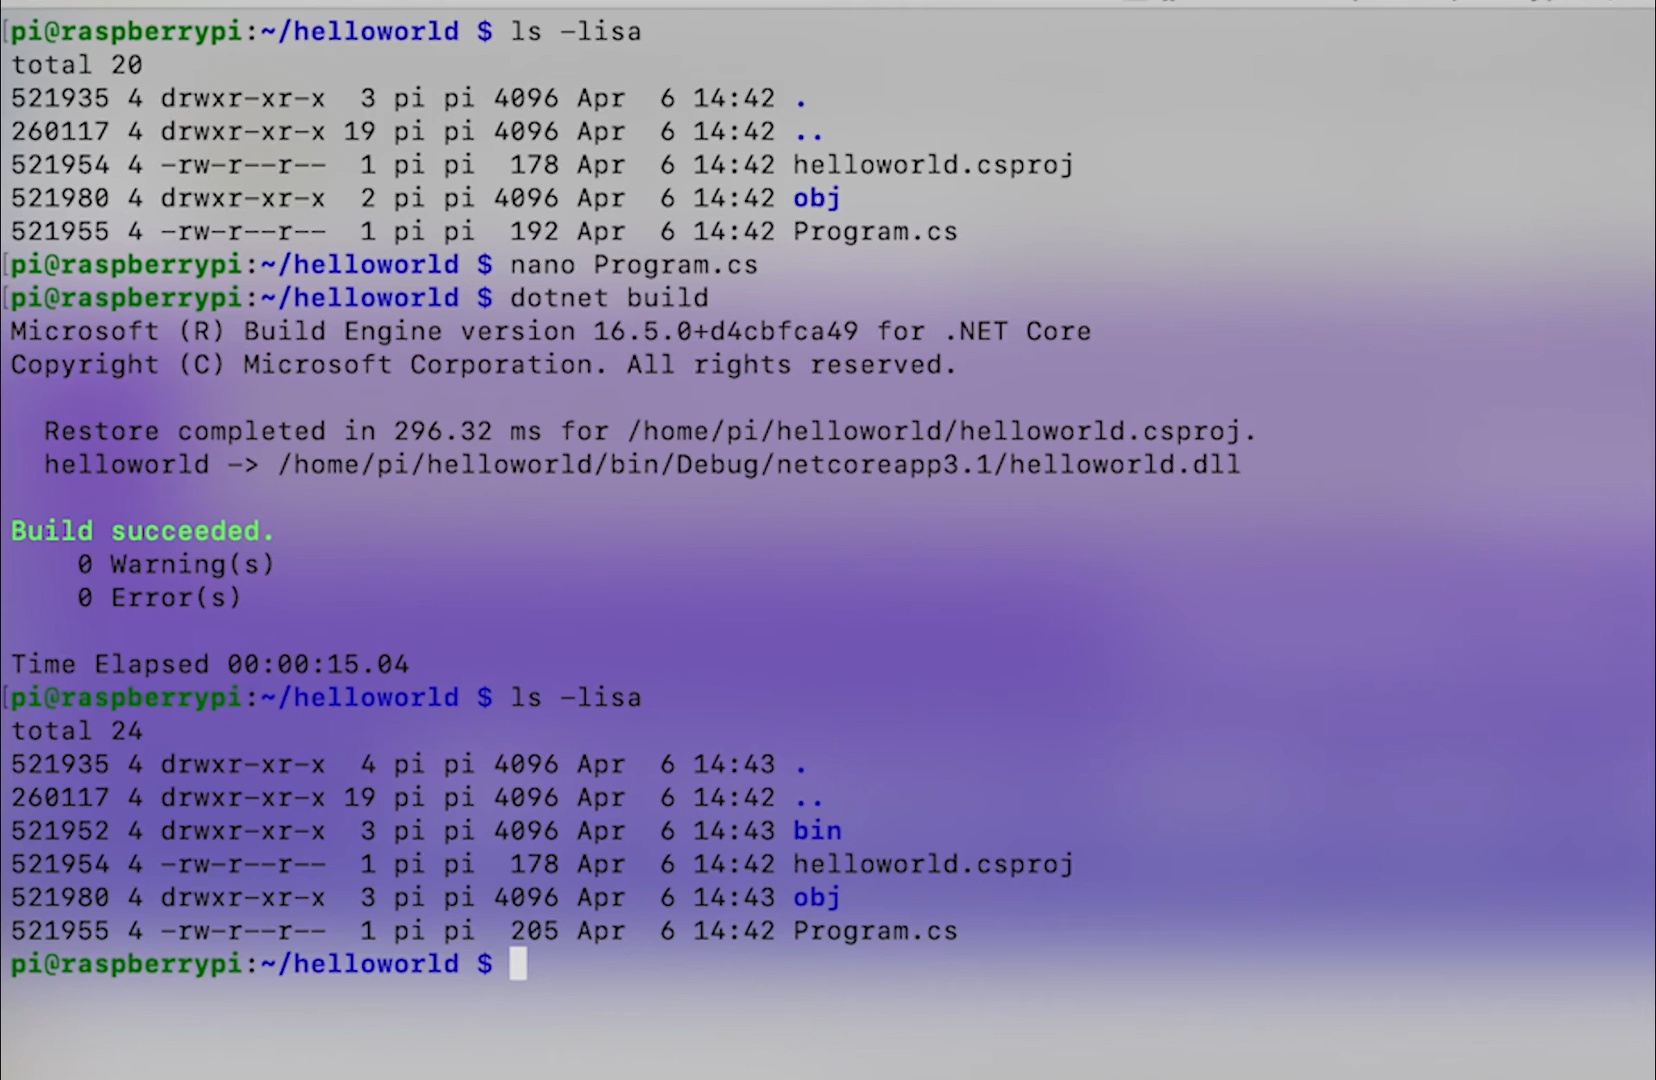 pi@raspberrypi:~/helloworld $ ls -lisa
total 20
521935 4 drwxr-xr-x  3 pi pi 4096 Apr  6 14:42 .
260117 4 drwxr-xr-x 19 pi pi 4096 Apr  6 14:42 ..
521954 4 -rw-r--r--  1 pi pi  178 Apr  6 14:42 helloworld.csproj
521980 4 drwxr-xr-x  2 pi pi 4096 Apr  6 14:42 obj
521955 4 -rw-r--r--  1 pi pi  192 Apr  6 14:42 Program.cs
pi@raspberrypi:~/helloworld $ nano Program.cs
pi@raspberrypi:~/helloworld $ dotnet build
Microsoft (R) Build Engine version 16.5.0+d4cbfca49 for .NET Core
Copyright (C) Microsoft Corporation. All rights reserved.
Restore completed in 296.32 ms for /home/pi/helloworld/helloworld.csproj.
helloworld -> /home/pi/helloworld/bin/Debug/netcoreapp3.1/helloworld.dll
Build succeeded.
0 Warning(s)
0 Error(s)
Time Elapsed 00:00:15.04
pi@raspberrypi:~/helloworld $ ls -lisa
total 24
521935 4 drwxr-xr-x  4 pi pi 4096 Apr  6 14:43 .
260117 4 drwxr-xr-x 19 pi pi 4096 Apr  6 14:42 ..
521952 4 drwxr-xr-x  3 pi pi 4096 Apr  6 14:43 bin
521954 4 -rw-r--r--  1 pi pi  178 Apr  6 14:42 helloworld.csproj
521980 4 drwxr-xr-x  3 pi pi 4096 Apr  6 14:43 obj
521955 4 -rw-r--r--  1 pi pi  205 Apr  6 14:42 Program.cs
pi@raspberrypi:~/helloworld $